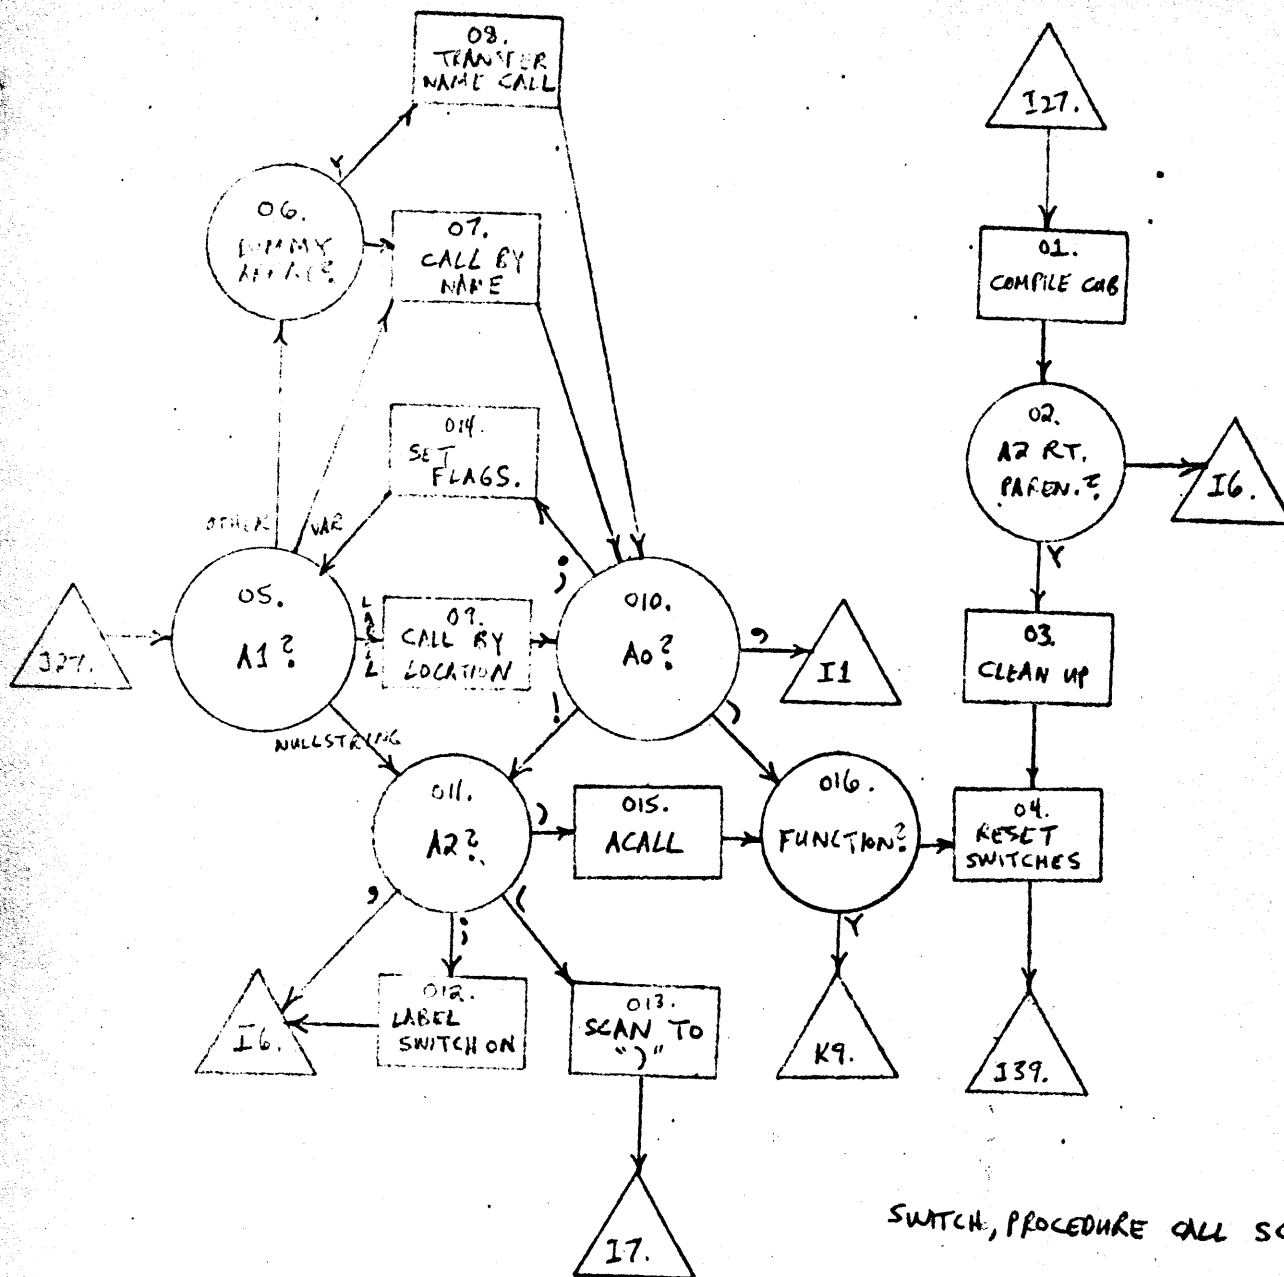 08.
TRANSFER
NAME CALL
I27.
06.
DUMMY
Y
07.
CALL BY
NAME
01.
COMPILE
02.
A2 RT.
PAREN.?
I6.
Y
014.
SET
FLAGS.
OTHER
VAR
;
05.
A1?
I27.
LABEL
09.
CALL BY
LOCATION
010.
A0?
,
I1
03.
CLEAN UP
NULLSTRING
!
)
011.
A2?
)
015.
ACALL
016.
FUNCTION?
04.
RESET
SWITCHES
,
;
(
Y
I6.
012.
LABEL
SWITCH ON
013.
SCAN TO
")"
K9.
I39.
I7.
SWITCH, PROCEDURE CALL SC